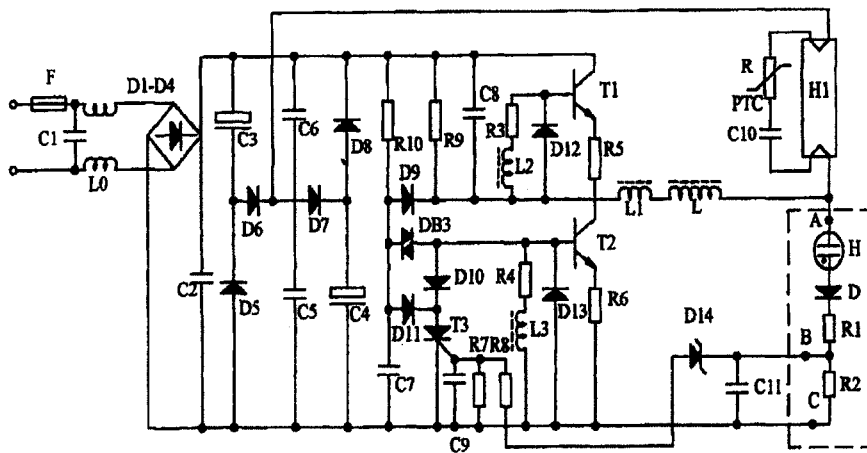 F
D1-D4
C1
L0
C2
C3
D5
D6
C6
C5
D7
D8
C4
R10
R9
C8
D9
DB3
D10
D11
T3
C7
C9
R7R8
R3
L2
D12
T1
R5
T2
R4
L3
D13
R6
L1
L
R
PTC
C10
H1
A
H
D
R1
B
R2
C
D14
C11